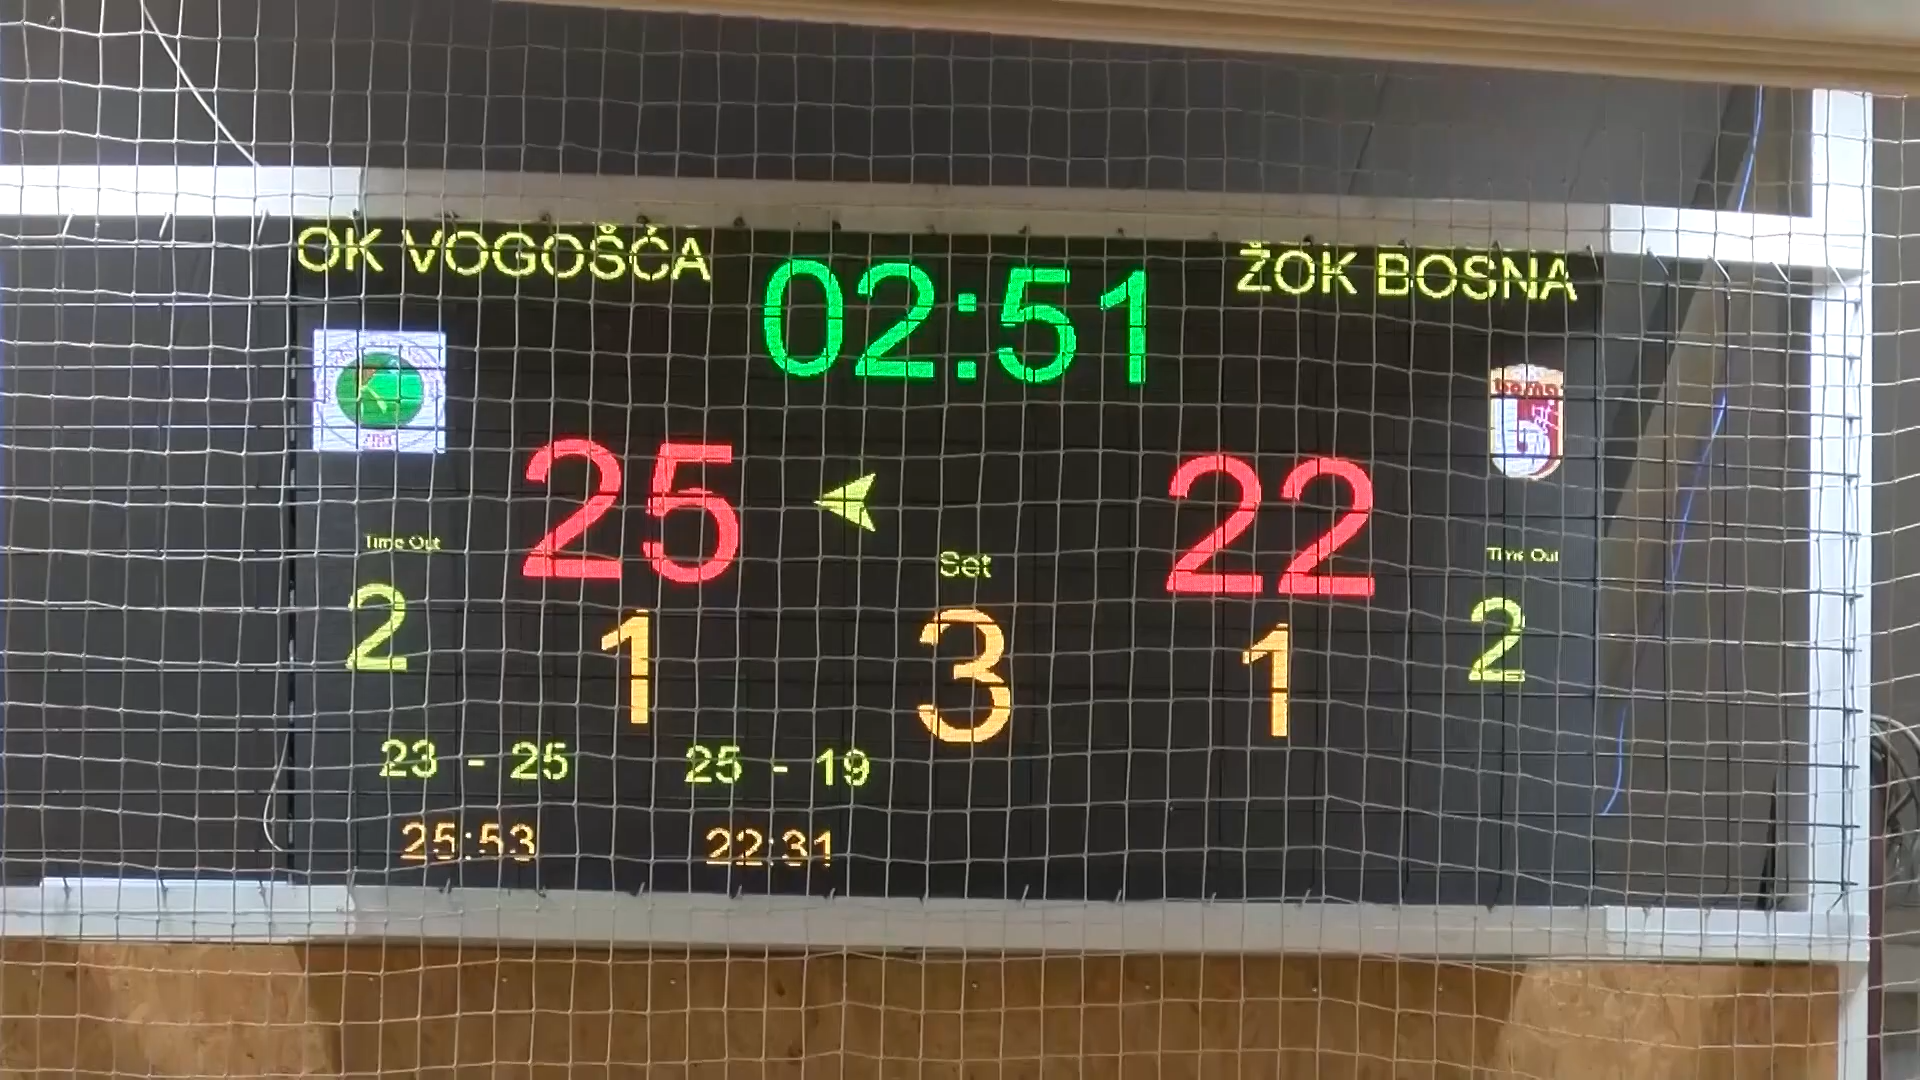 OK VOGOŠĆA
02:51
ŽOK BOSNA
25
22
Time Out
Set
Time Out
2
1
3
1
2
23 - 25
25 - 19
25:53
22:31